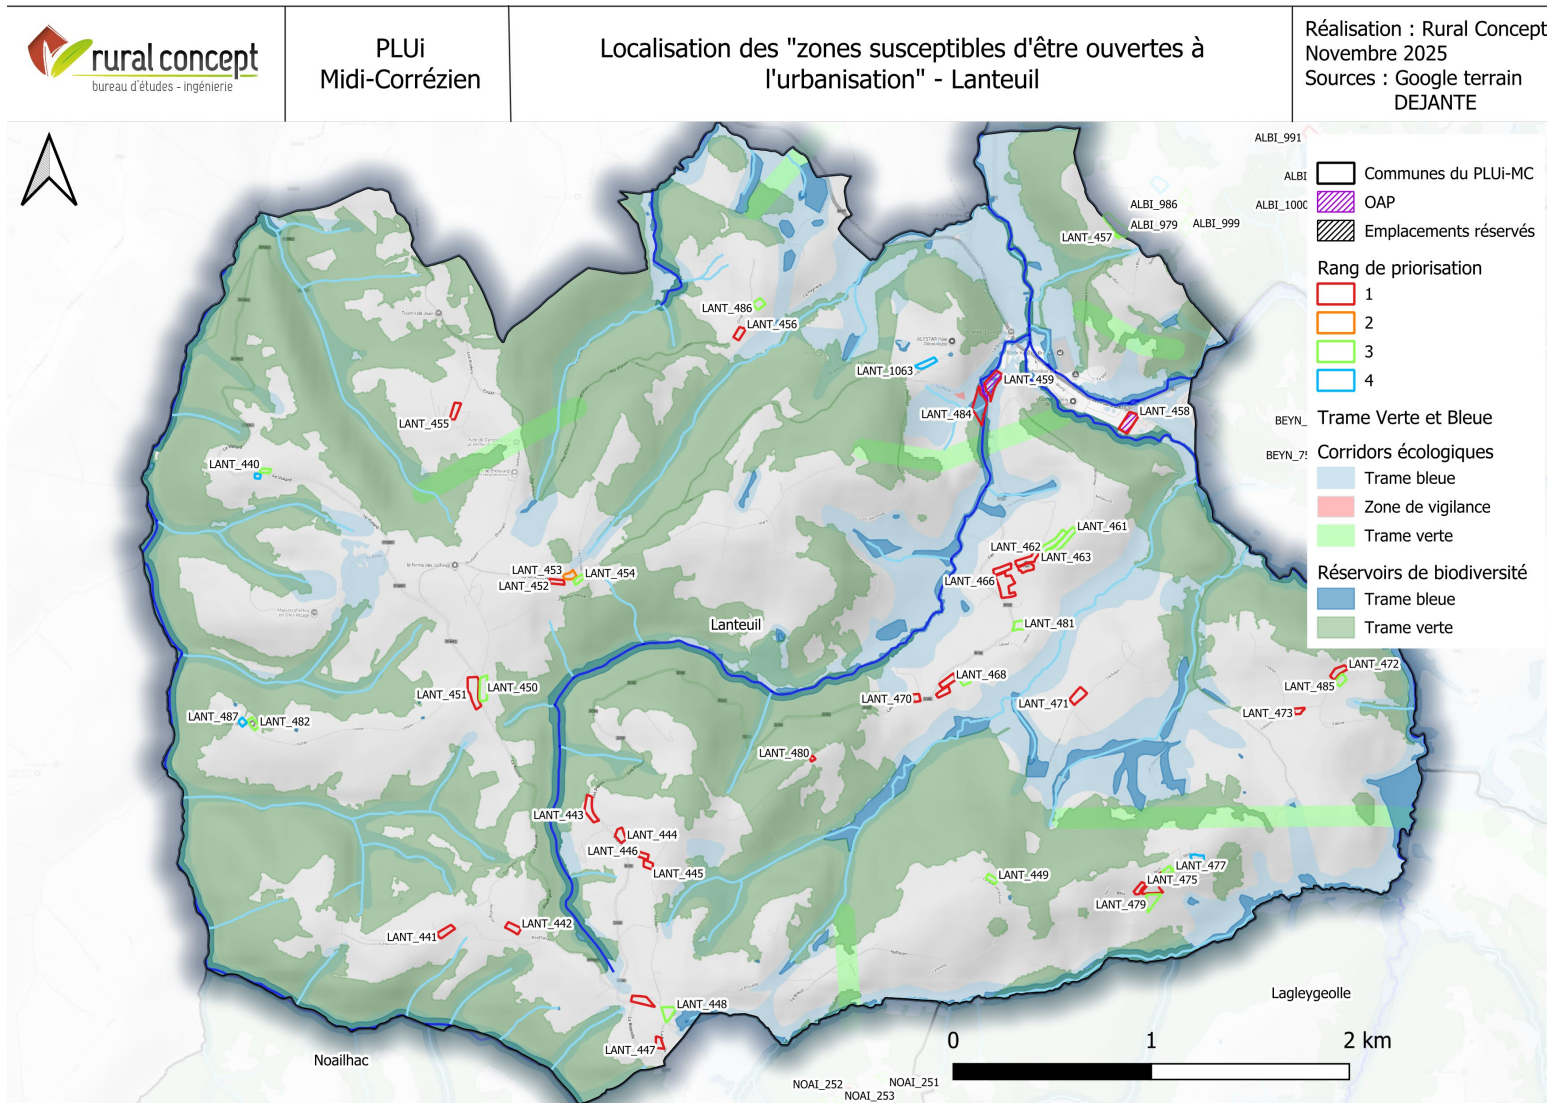 rural concept
bureau d'études - ingénierie
PLUi
Midi-Corrézien
Localisation des "zones susceptibles d'être ouvertes à
l'urbanisation" - Lanteuil
Réalisation : Rural Concept
Novembre 2025
Sources : Google terrain
DEJANTE
ALBI_991
ALBI
ALBI_986
ALBI_1000
ALBI_979
ALBI_999
LANT_457
LANT_486
LANT_456
LANT_1063
LANT_459
LANT_484
LANT_458
LANT_455
BEYN_
BEYN_75
LANT_440
LANT_461
LANT_462
LANT_463
LANT_453
LANT_454
LANT_452
LANT_466
Lanteuil
LANT_481
LANT_472
LANT_468
LANT_485
LANT_450
LANT_451
LANT_470
LANT_471
LANT_473
LANT_487
LANT_482
LANT_480
LANT_443
LANT_444
LANT_446
LANT_445
LANT_477
LANT_449
LANT_475
LANT_479
LANT_442
LANT_441
LANT_448
LANT_447
Lagleygeolle
Noailhac
NOAI_252
NOAI_251
NOAI_253
Communes du PLUi-MC
OAP
Emplacements réservés
Rang de priorisation
1
2
3
4
Trame Verte et Bleue
Corridors écologiques
Trame bleue
Zone de vigilance
Trame verte
Réservoirs de biodiversité
Trame bleue
Trame verte
0 1 2 km